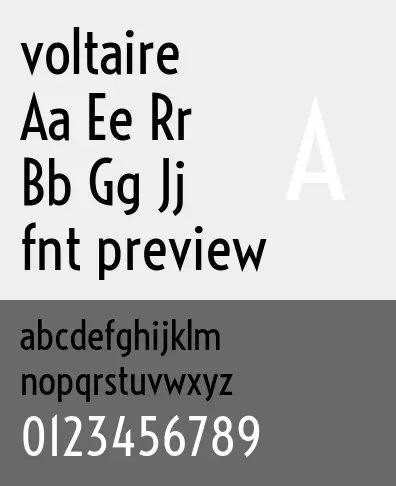 voltaire
Aa Ee Rr
A
Bb Gg Jj
fnt preview
abcdefghijklm
nopqrstuvwxyz
0123456789